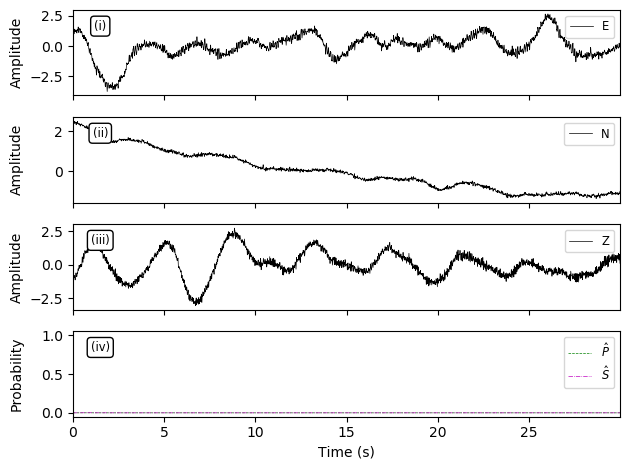 2.5
0.0
−2.5
Amplitude
(i)
E
2
0
Amplitude
(ii)
N
2.5
0.0
−2.5
Amplitude
(iii)
Z
1.0
0.5
0.0
Probability
(iv)
P̂
Ŝ
0 5 10 15 20 25
Time (s)